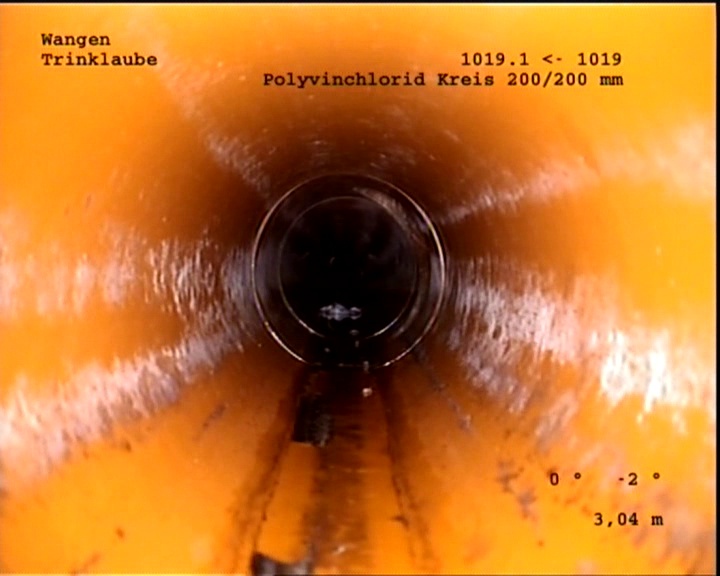 Wangen
Trinklaube
1019.1 <- 1019
Polyvinchlorid Kreis 200/200 mm
0 ° -2 °
3,04 m